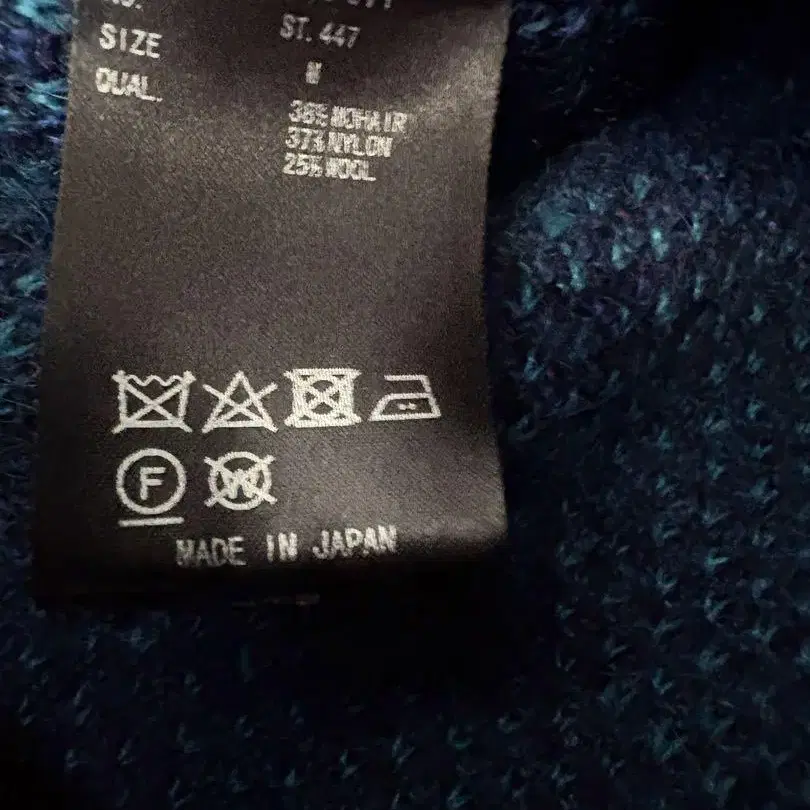 SIZE ST.447
M
QUAL.
38% MOHAIR
37% NYLON
25% WOOL
F W
MADE IN JAPAN